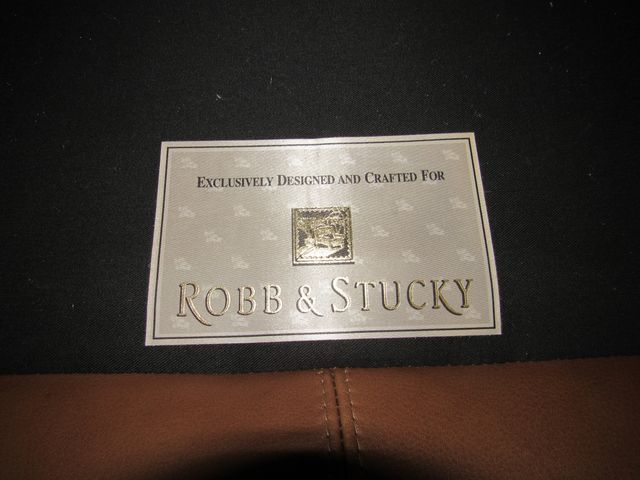 Exclusively Designed and Crafted For
Robb & Stucky